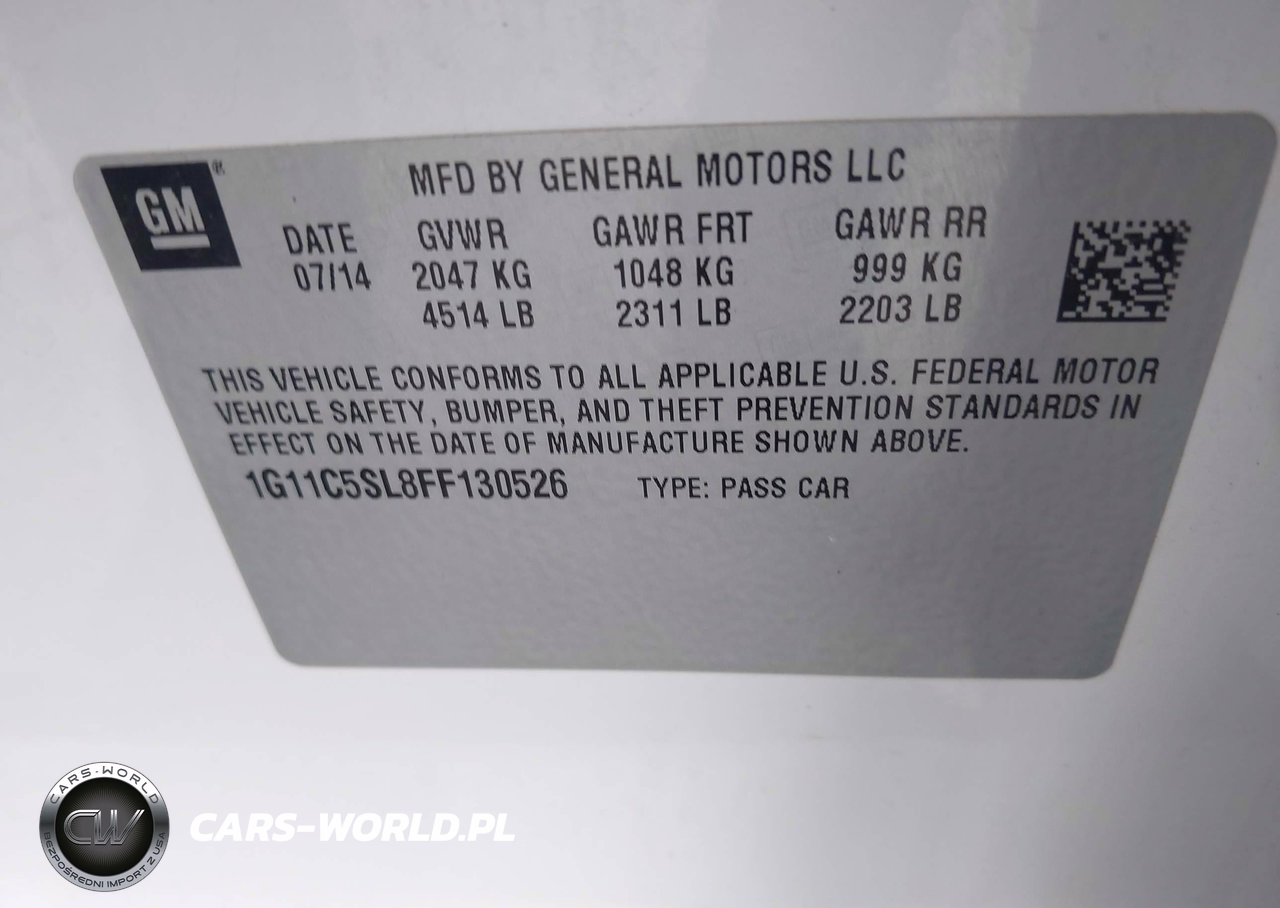 GM®
MFD BY GENERAL MOTORS LLC
DATE GVWR GAWR FRT GAWR RR
07/14 2047 KG 1048 KG 999 KG
4514 LB 2311 LB 2203 LB
THIS VEHICLE CONFORMS TO ALL APPLICABLE U.S. FEDERAL MOTOR
VEHICLE SAFETY, BUMPER, AND THEFT PREVENTION STANDARDS IN
EFFECT ON THE DATE OF MANUFACTURE SHOWN ABOVE.
1G11C5SL8FF130526 TYPE: PASS CAR
CARS-WORLD
CW
BEZPOŚREDNI IMPORT Z USA
CARS-WORLD.PL